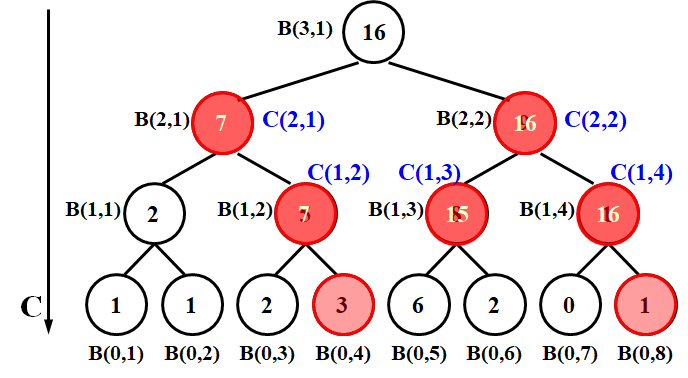 B(3,1) 16
B(2,1) 7 C(2,1) B(2,2) 16 C(2,2)
C(1,2) C(1,3) C(1,4)
B(1,1) 2 B(1,2) 7 B(1,3) 15 B(1,4) 16
C 1 1 2 3 6 2 0 1
B(0,1) B(0,2) B(0,3) B(0,4) B(0,5) B(0,6) B(0,7) B(0,8)